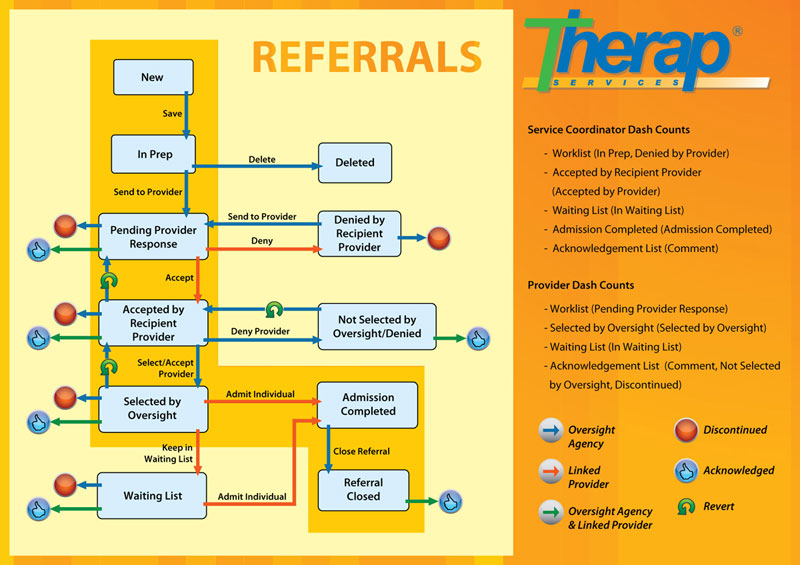 REFERRALS
New
Save
In Prep
Delete
Deleted
Send to Provider
Pending Provider
Response
Send to Provider
Deny
Denied by
Recipient
Provider
Accept
Accepted by
Recipient
Provider
Deny Provider
Not Selected by
Oversight/Denied
Select/Accept
Provider
Selected by
Oversight
Admit Individual
Admission
Completed
Keep in
Waiting List
Close Referral
Waiting List
Admit Individual
Referral
Closed
Therap®
SERVICES
Service Coordinator Dash Counts
- Worklist (In Prep, Denied by Provider)
- Accepted by Recipient Provider
(Accepted by Provider)
- Waiting List (In Waiting List)
- Admission Completed (Admission Completed)
- Acknowledgement List (Comment)
Provider Dash Counts
- Worklist (Pending Provider Response)
- Selected by Oversight (Selected by Oversight)
- Waiting List (In Waiting List)
- Acknowledgement List (Comment, Not Selected
by Oversight, Discontinued)
Oversight
Agency
Discontinued
Linked
Provider
Acknowledged
Oversight Agency
& Linked Provider
Revert